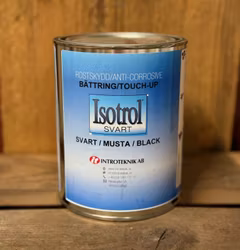 ROSTSKYDD/ANTI-CORROSIVE
BÄTTRING/TOUCH-UP
Isotrol
SVART
SVART / MUSTA / BLACK
INTROTEKNIK AB